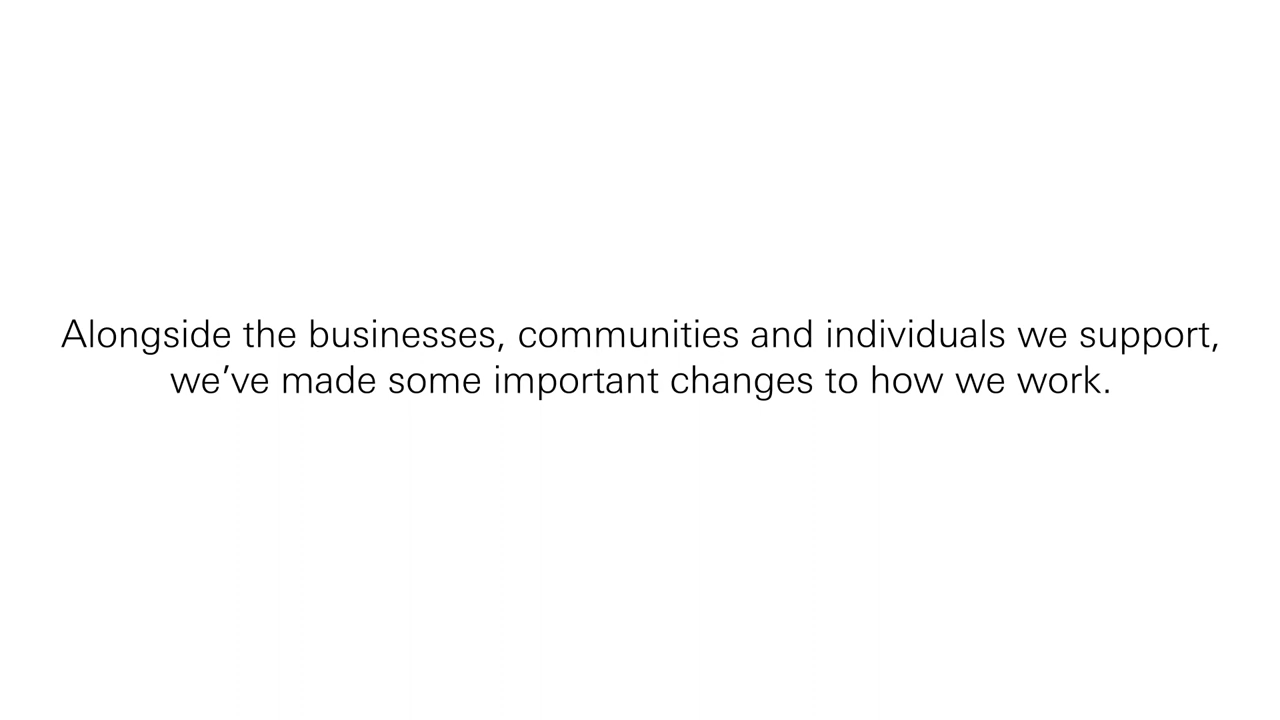 Alongside the businesses, communities and individuals we support,
we’ve made some important changes to how we work.